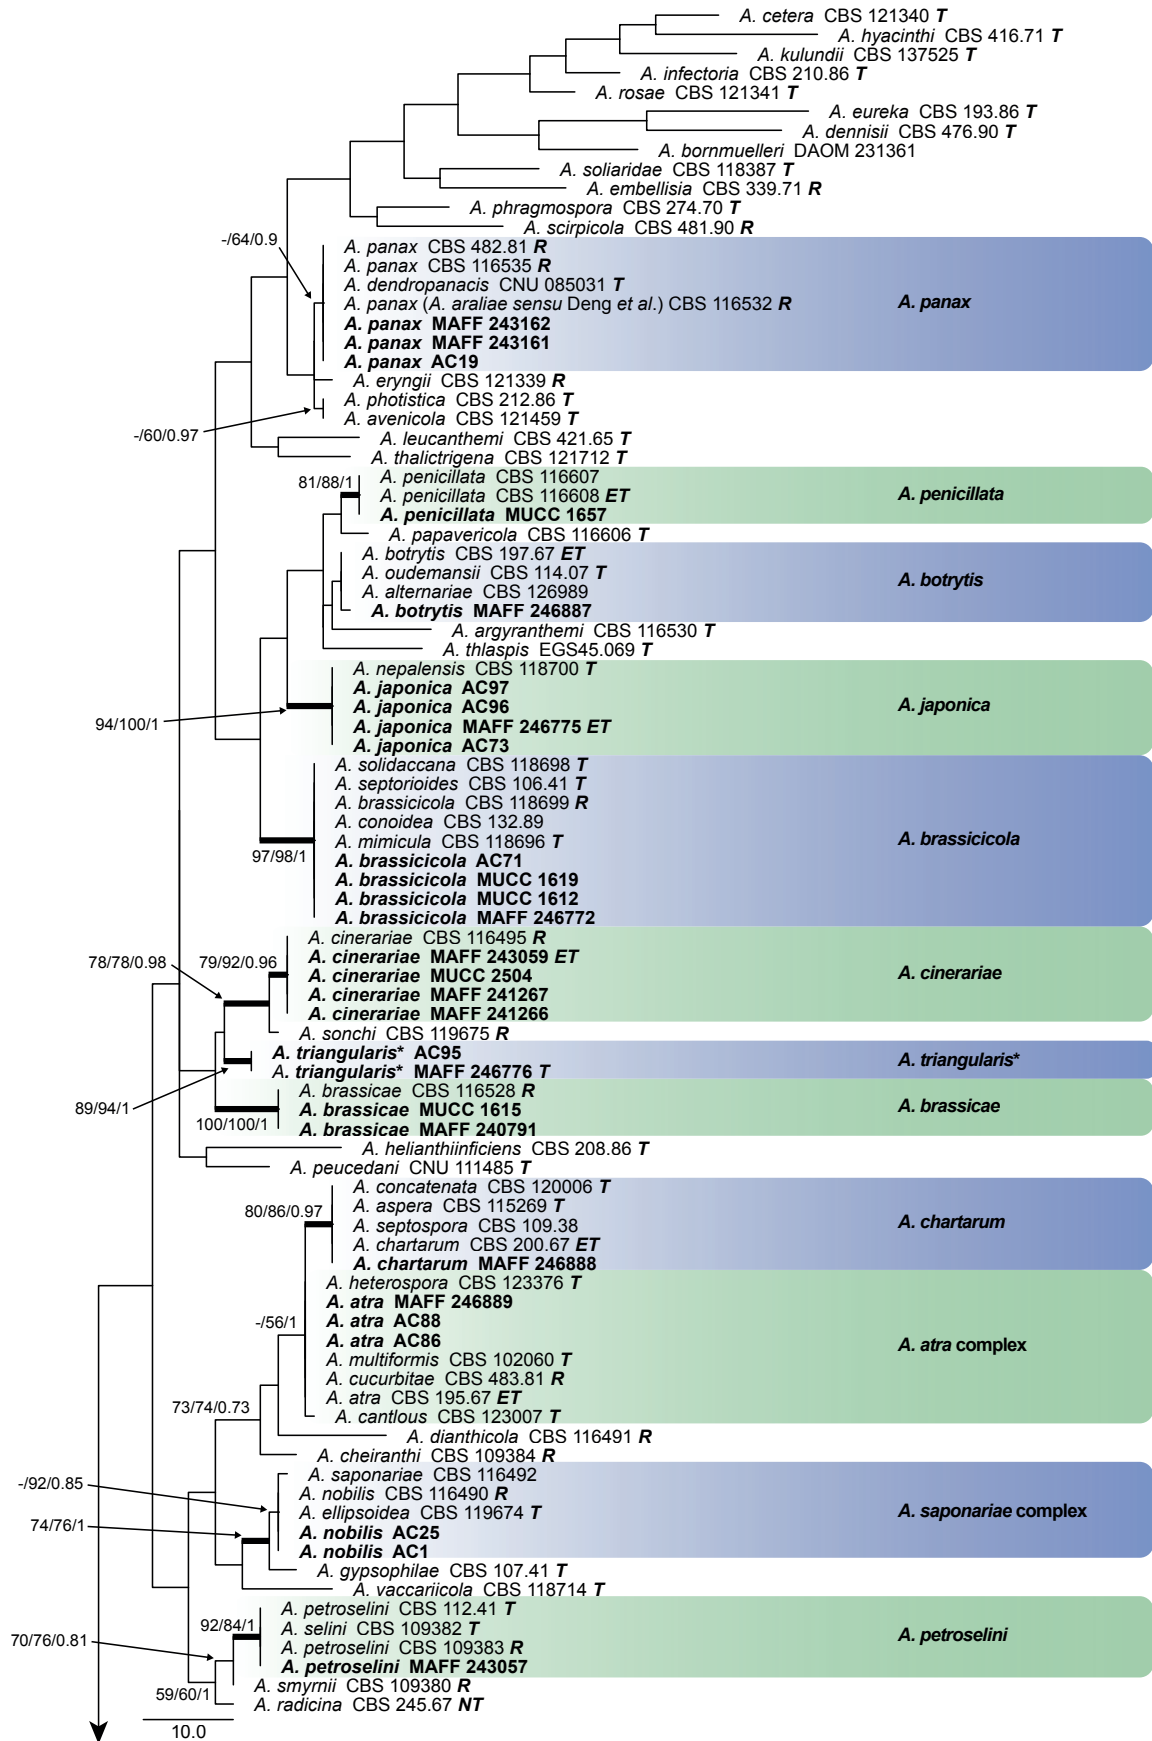 A. cetera CBS 121340 T
A. hyacinthi CBS 416.71 T
A. kulundii CBS 137525 T
A. infectoria CBS 210.86 T
A. rosae CBS 121341 T
A. eureka CBS 193.86 T
A. dennisii CBS 476.90 T
A. bornmuelleri DAOM 231361
A. soliaridae CBS 118387 T
A. embellisia CBS 339.71 R
A. phragmospora CBS 274.70 T
A. scirpicola CBS 481.90 R
-/64/0.9
A. panax CBS 482.81 R
A. panax CBS 116535 R
A. dendropanacis CNU 085031 T
A. panax (A. araliae sensu Deng et al.) CBS 116532 R
A. panax
A. panax MAFF 243162
A. panax MAFF 243161
A. panax AC19
A. eryngii CBS 121339 R
A. photistica CBS 212.86 T
A. avenicola CBS 121459 T
-/60/0.97
A. leucanthemi CBS 421.65 T
A. thalictrigena CBS 121712 T
81/88/1
A. penicillata CBS 116607
A. penicillata CBS 116608 ET
A. penicillata
A. penicillata MUCC 1657
A. papavericola CBS 116606 T
A. botrytis CBS 197.67 ET
A. oudemansii CBS 114.07 T
A. botrytis
A. alternariae CBS 126989
A. botrytis MAFF 246887
A. argyranthemi CBS 116530 T
A. thlaspis EGS45.069 T
A. nepalensis CBS 118700 T
A. japonica AC97
A. japonica AC96
A. japonica
94/100/1
A. japonica MAFF 246775 ET
A. japonica AC73
A. solidaccana CBS 118698 T
A. septorioides CBS 106.41 T
A. brassicicola CBS 118699 R
A. conoidea CBS 132.89
A. brassicicola
A. mimicula CBS 118696 T
97/98/1
A. brassicicola AC71
A. brassicicola MUCC 1619
A. brassicicola MUCC 1612
A. brassicicola MAFF 246772
A. cinerariae CBS 116495 R
78/78/0.98
79/92/0.96
A. cinerariae MAFF 243059 ET
A. cinerariae MUCC 2504
A. cinerariae
A. cinerariae MAFF 241267
A. cinerariae MAFF 241266
A. sonchi CBS 119675 R
A. triangularis* AC95
A. triangularis*
A. triangularis* MAFF 246776 T
89/94/1
A. brassicae CBS 116528 R
A. brassicae MUCC 1615
A. brassicae
100/100/1
A. brassicae MAFF 240791
A. helianthiinficiens CBS 208.86 T
A. peucedani CNU 111485 T
A. concatenata CBS 120006 T
80/86/0.97
A. aspera CBS 115269 T
A. septospora CBS 109.38
A. chartarum
A. chartarum CBS 200.67 ET
A. chartarum MAFF 246888
A. heterospora CBS 123376 T
A. atra MAFF 246889
-/56/1
A. atra AC88
A. atra AC86
A. atra complex
A. multiformis CBS 102060 T
A. cucurbitae CBS 483.81 R
A. atra CBS 195.67 ET
73/74/0.73
A. cantlous CBS 123007 T
A. dianthicola CBS 116491 R
A. cheiranthi CBS 109384 R
A. saponariae CBS 116492
-/92/0.85
A. nobilis CBS 116490 R
A. ellipsoidea CBS 119674 T
A. saponariae complex
74/76/1
A. nobilis AC25
A. nobilis AC1
A. gypsophilae CBS 107.41 T
A. vaccariicola CBS 118714 T
A. petroselini CBS 112.41 T
92/84/1
A. selini CBS 109382 T
A. petroselini
70/76/0.81
A. petroselini CBS 109383 R
A. petroselini MAFF 243057
A. smyrnii CBS 109380 R
59/60/1
A. radicina CBS 245.67 NT
10.0